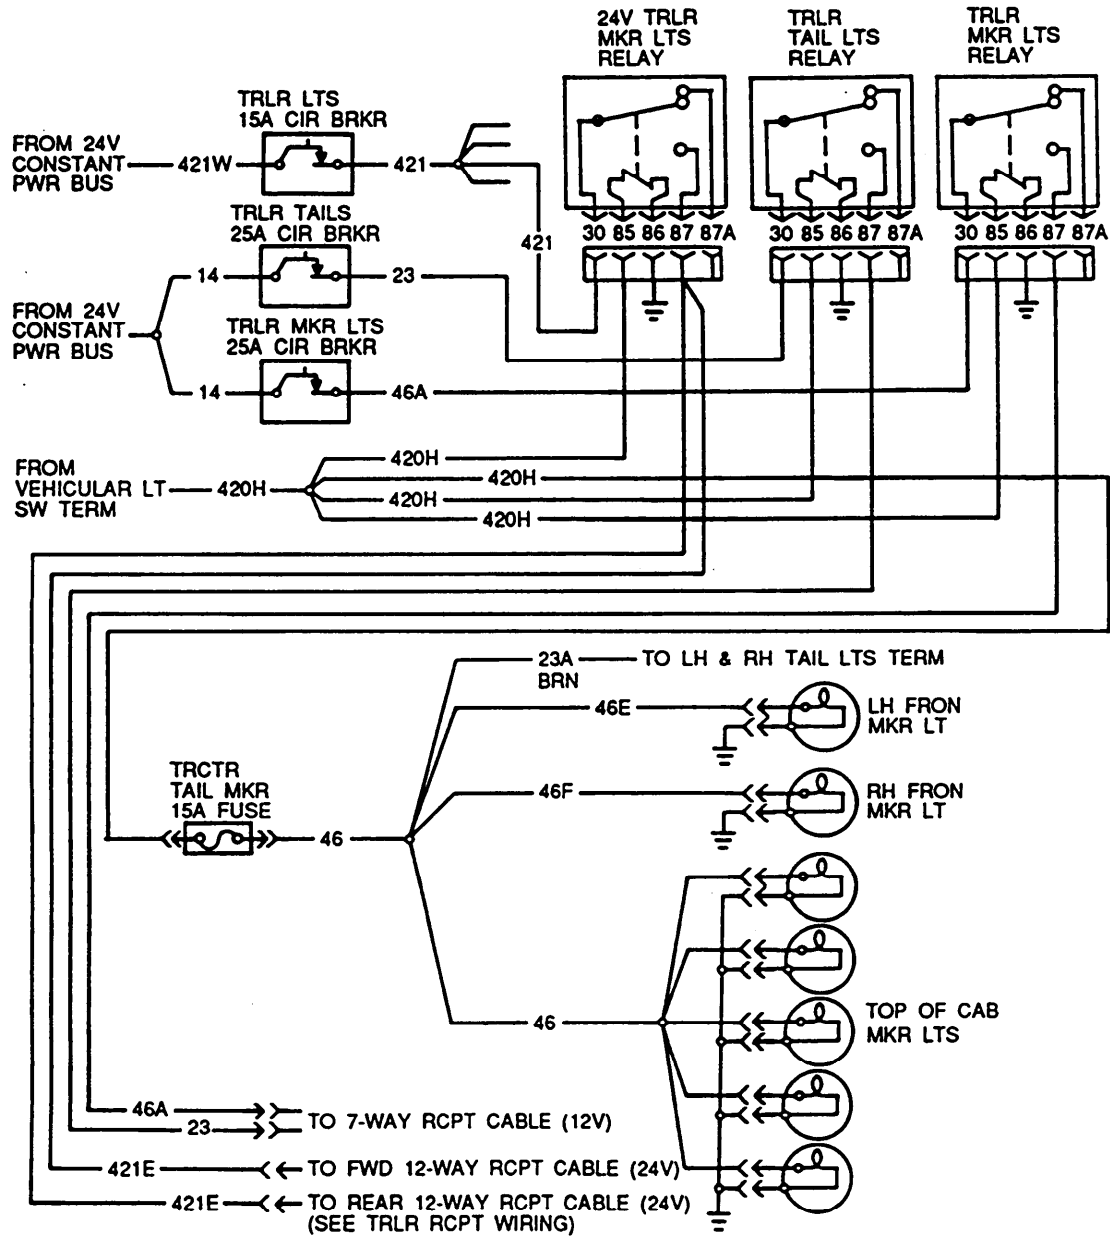 24V TRLR
MKR LTS
RELAY
TRLR
TAIL LTS
RELAY
TRLR
MKR LTS
RELAY
TRLR LTS
15A CIR BRKR
FROM 24V
CONSTANT
PWR BUS
421W
421
TRLR TAILS
25A CIR BRKR
421
30 85 86 87 87A
30 85 86 87 87A
30 85 86 87 87A
14
23
FROM 24V
CONSTANT
PWR BUS
TRLR MKR LTS
25A CIR BRKR
14
46A
FROM
VEHICULAR LT
SW TERM
420H
420H
420H
420H
420H
23A
BRN
TO LH & RH TAIL LTS TERM
46E
LH FRON
MKR LT
TRCTR
TAIL MKR
15A FUSE
46F
RH FRON
MKR LT
46
46
TOP OF CAB
MKR LTS
46A
23
TO 7-WAY RCPT CABLE (12V)
421E
TO FWD 12-WAY RCPT CABLE (24V)
421E
TO REAR 12-WAY RCPT CABLE (24V)
(SEE TRLR RCPT WIRING)